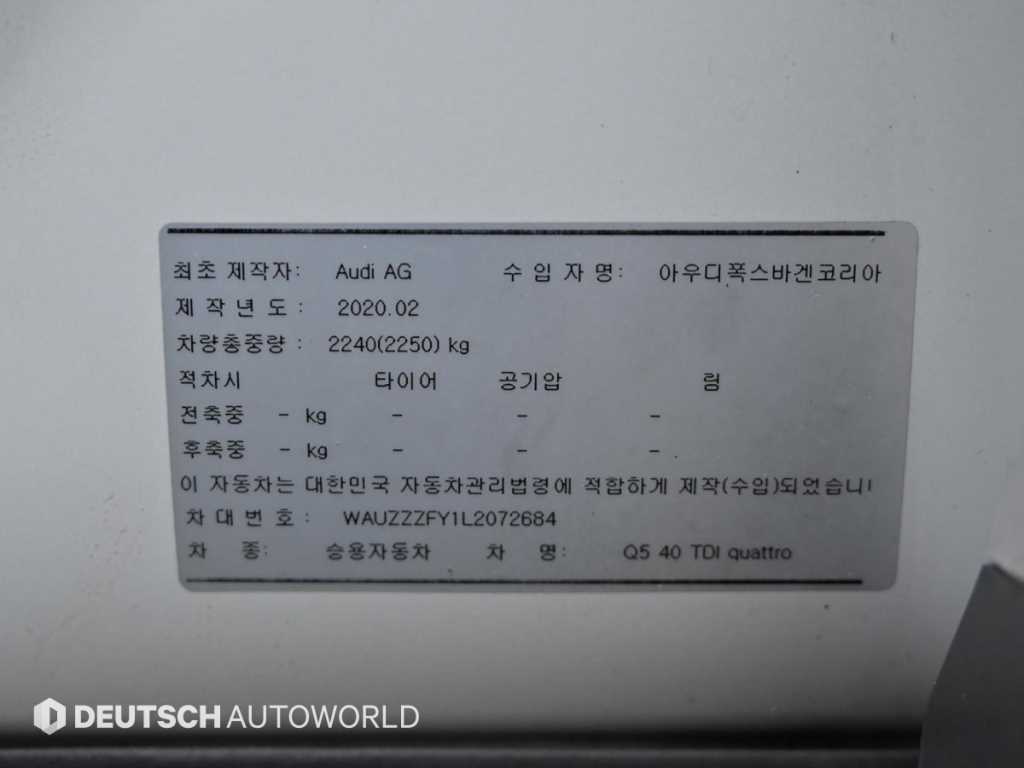 최초 제작자: Audi AG 수 입 자 명: 아우디폭스바겐코리아
제 작 년 도 : 2020.02
차량총중량 : 2240(2250) kg
적차시 타이어 공기압 림
전축중 - kg - - -
후축중 - kg - - -
이 자동차는 대한민국 자동차관리법령에 적합하게 제작(수입)되었습니
차 대 번 호 : WAUZZZFY1L2072684
차 종: 승용자동차 차 명: Q5 40 TDI quattro
DEUTSCH AUTOWORLD